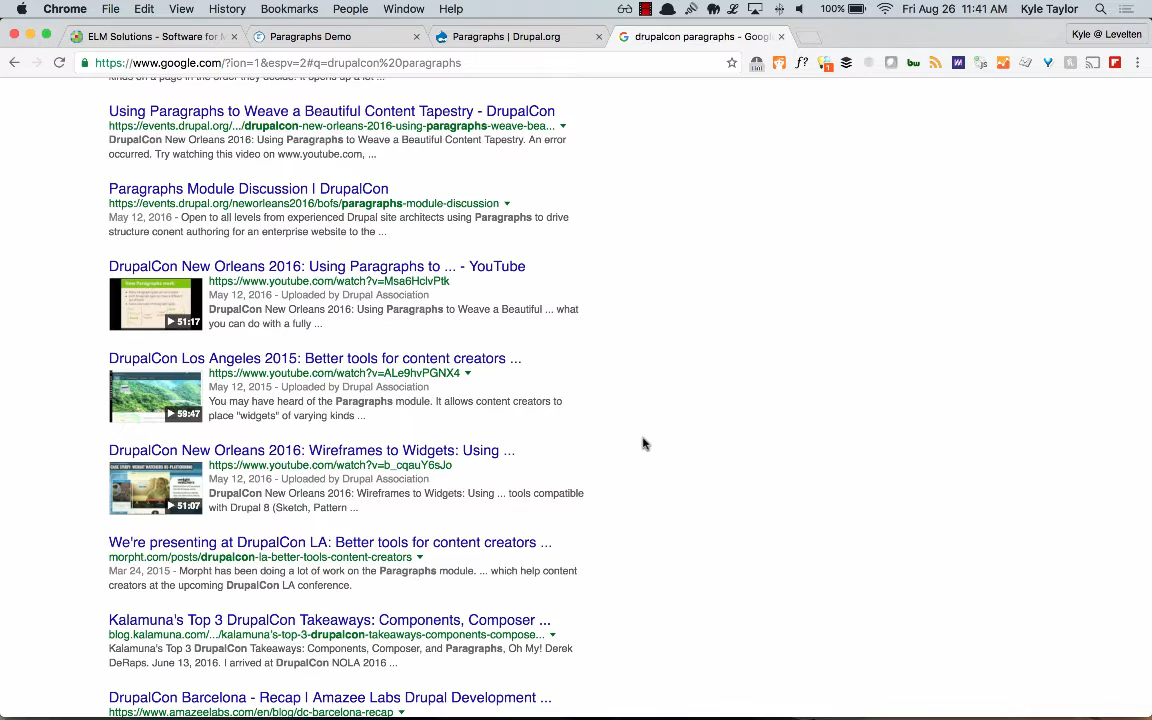 Chrome File Edit View History Bookmarks People Window Help 100% Fri Aug 26 11:41 AM Kyle Taylor
ELM Solutions - Software for M Paragraphs Demo Paragraphs | Drupal.org drupalcon paragraphs - Goog Kyle @ Levelten
https://www.google.com/?ion=1&espv=2#q=drupalcon%20paragraphs
kinds on a page in the order they decide. It opens up a lot ...
Using Paragraphs to Weave a Beautiful Content Tapestry - DrupalCon
https://events.drupal.org/.../drupalcon-new-orleans-2016-using-paragraphs-weave-bea...
DrupalCon New Orleans 2016: Using Paragraphs to Weave a Beautiful Content Tapestry. An error
occurred. Try watching this video on www.youtube.com, ...
Paragraphs Module Discussion | DrupalCon
https://events.drupal.org/neworleans2016/bofs/paragraphs-module-discussion
May 12, 2016 - Open to all levels from experienced Drupal site architects using Paragraphs to drive
structure conent authoring for an enterprise website to the ...
DrupalCon New Orleans 2016: Using Paragraphs to ... - YouTube
https://www.youtube.com/watch?v=Msa6HclvPtk
May 12, 2016 - Uploaded by Drupal Association
DrupalCon New Orleans 2016: Using Paragraphs to Weave a Beautiful ... what
you can do with a fully ...
51:17
DrupalCon Los Angeles 2015: Better tools for content creators ...
https://www.youtube.com/watch?v=ALe9hvPGNX4
May 12, 2015 - Uploaded by Drupal Association
You may have heard of the Paragraphs module. It allows content creators to
place "widgets" of varying kinds ...
59:47
DrupalCon New Orleans 2016: Wireframes to Widgets: Using ...
https://www.youtube.com/watch?v=b_cqauY6sJo
May 12, 2016 - Uploaded by Drupal Association
DrupalCon New Orleans 2016: Wireframes to Widgets: Using ... tools compatible
with Drupal 8 (Sketch, Pattern ...
51:07
We're presenting at DrupalCon LA: Better tools for content creators ...
morpht.com/posts/drupalcon-la-better-tools-content-creators
Mar 24, 2015 - Morpht has been doing a lot of work on the Paragraphs module. ... which help content
creators at the upcoming DrupalCon LA conference.
Kalamuna's Top 3 DrupalCon Takeaways: Components, Composer ...
blog.kalamuna.com/.../kalamuna's-top-3-drupalcon-takeaways-components-compose...
Kalamuna's Top 3 DrupalCon Takeaways: Components, Composer, and Paragraphs, Oh My! Derek
DeRaps. June 13, 2016. I arrived at DrupalCon NOLA 2016 ...
DrupalCon Barcelona - Recap | Amazee Labs Drupal Development ...
https://www.amazeelabs.com/en/blog/dc-barcelona-recap